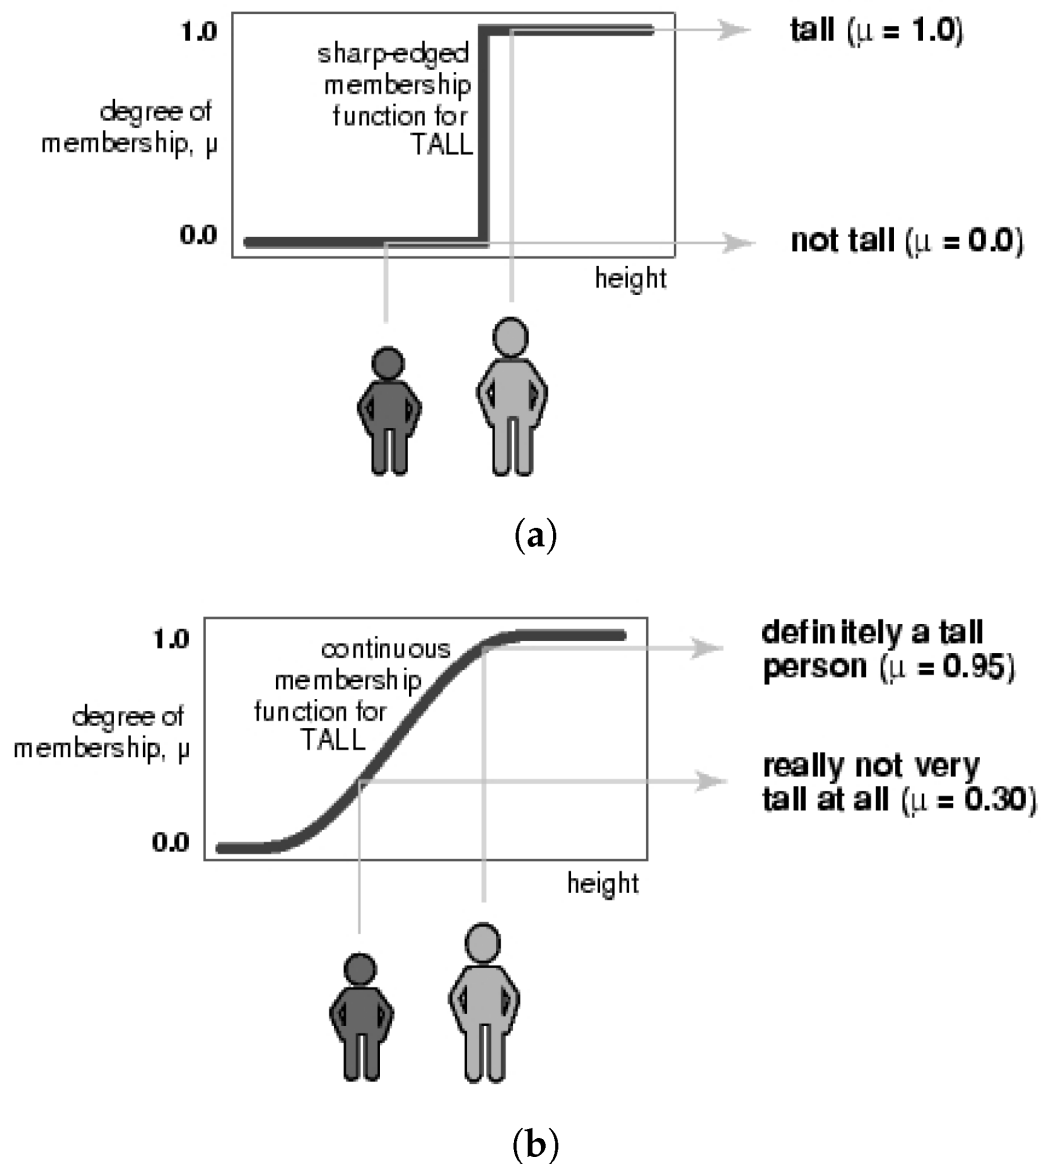 1.0
sharp-edged
membership
function for
TALL
degree of
membership, μ
0.0
height
tall (μ = 1.0)
not tall (μ = 0.0)
(a)
1.0
continuous
membership
function for
TALL
degree of
membership, μ
0.0
height
definitely a tall
person (μ = 0.95)
really not very
tall at all (μ = 0.30)
(b)